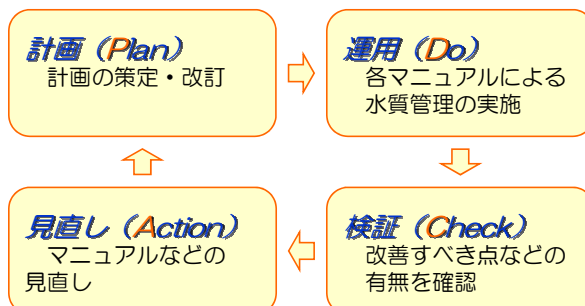 計画（Plan）
計画の策定・改訂
運用（Do）
各マニュアルによる
水質管理の実施
見直し（Action）
マニュアルなどの
見直し
検証（Check）
改善すべき点などの
有無を確認